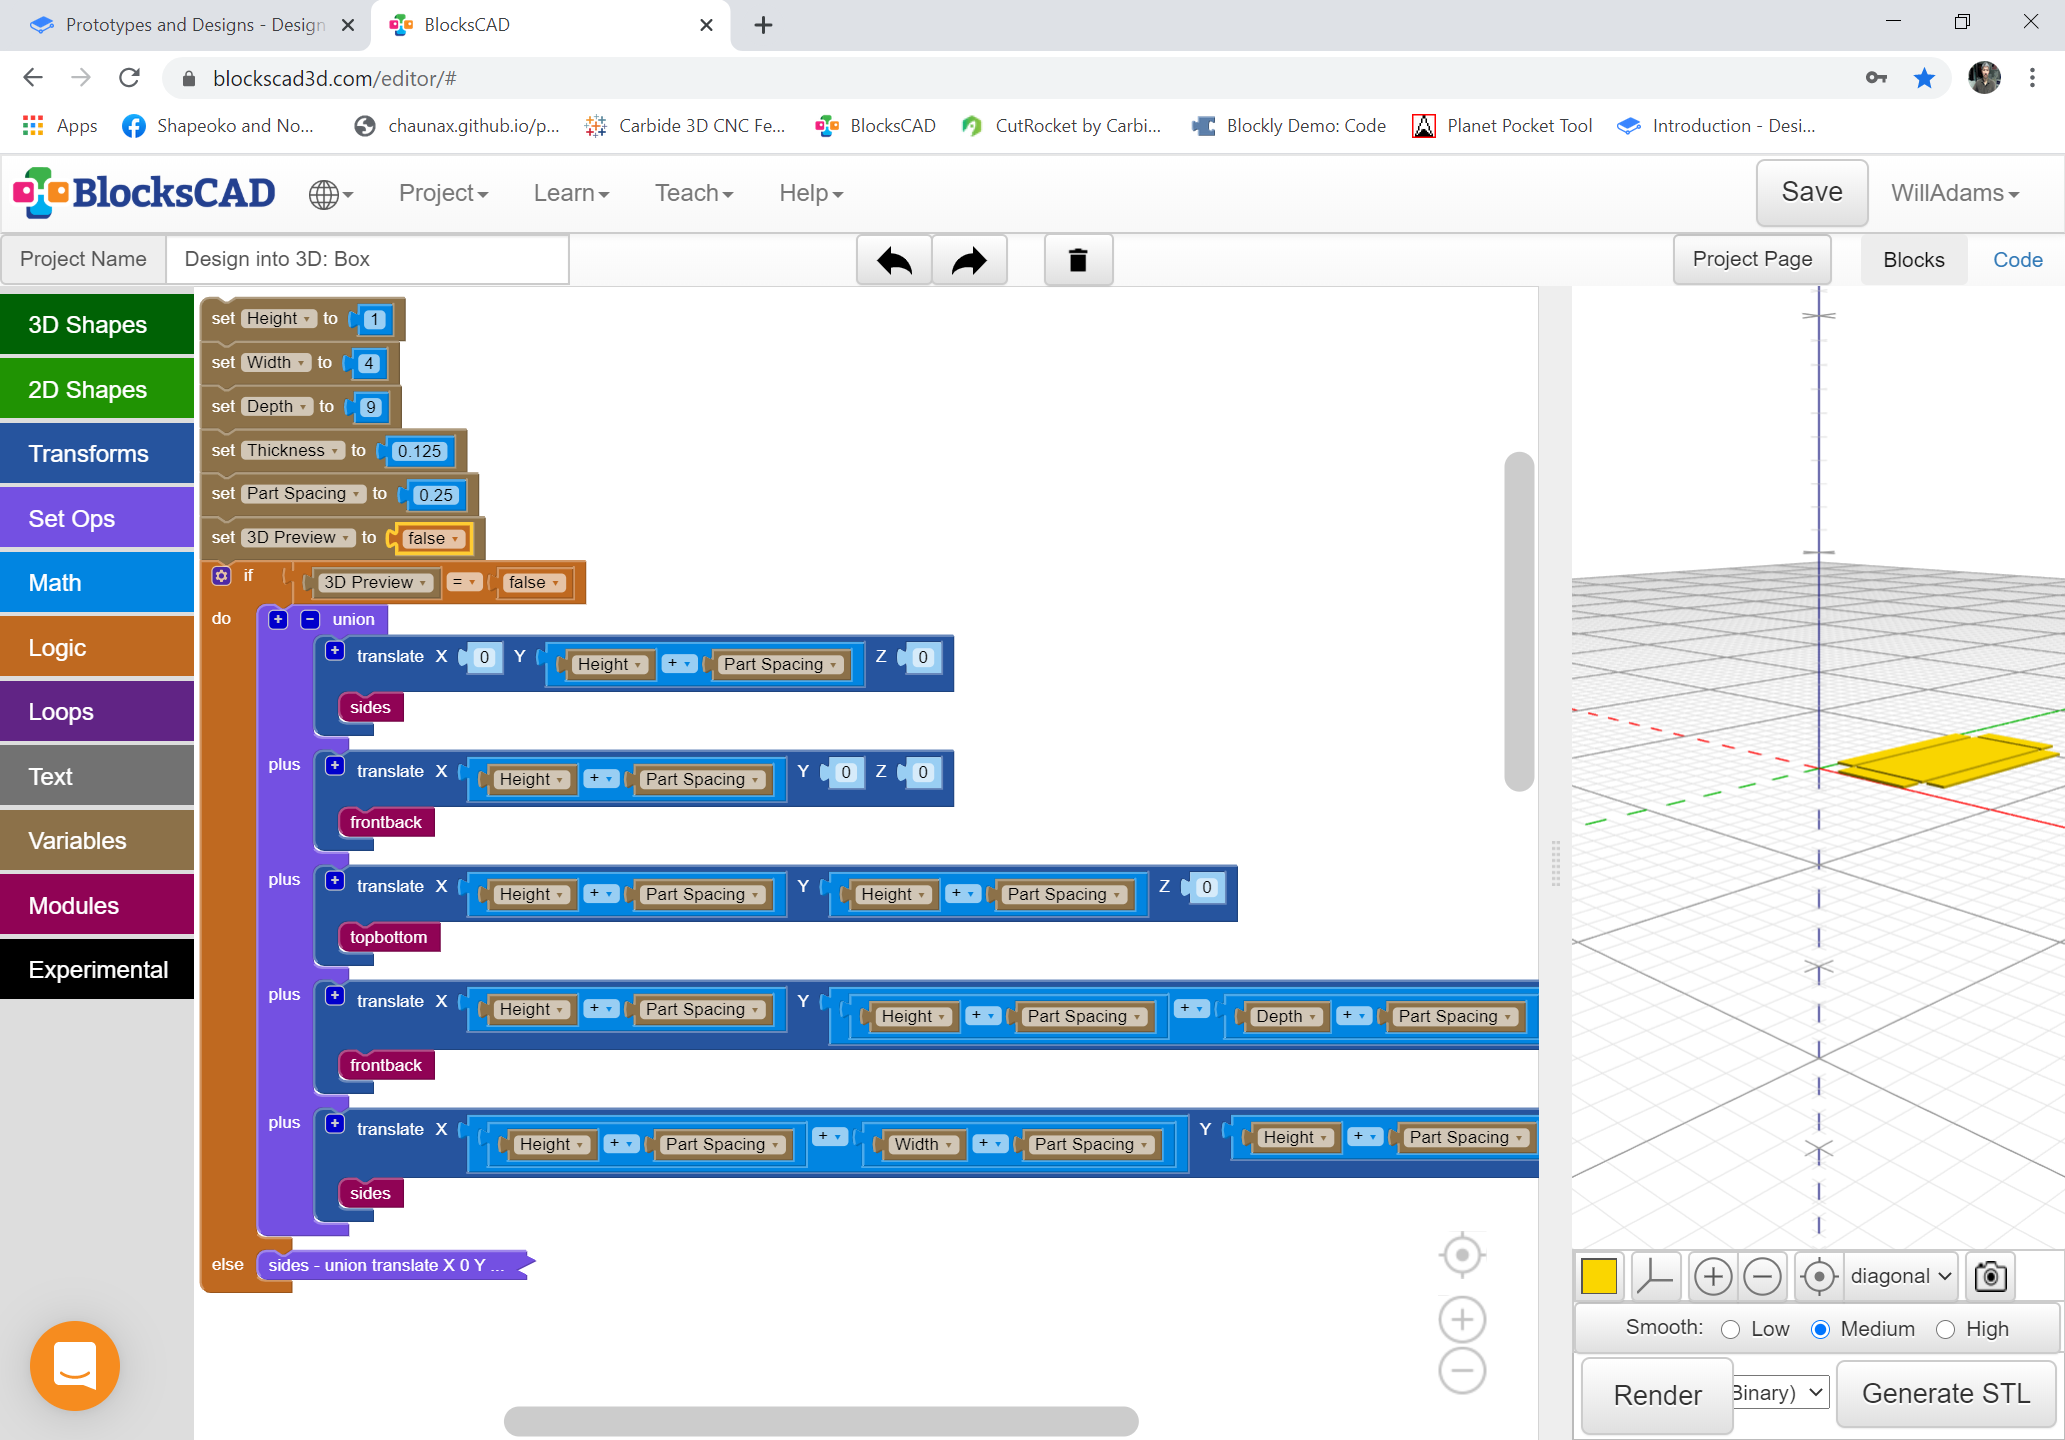 Prototypes and Designs - Design
BlocksCAD
blockscad3d.com/editor/#
Apps
Shapeoko and No...
chaunax.github.io/p...
Carbide 3D CNC Fe...
BlocksCAD
CutRocket by Carbi...
Blockly Demo: Code
Planet Pocket Tool
Introduction - Desi...
BlocksCAD
Project
Learn
Teach
Help
Save
WillAdams
Project Name
Design into 3D: Box
Project Page
Blocks
Code
3D Shapes
2D Shapes
Transforms
Set Ops
Math
Logic
Loops
Text
Variables
Modules
Experimental
set Height to 1
set Width to 4
set Depth to 9
set Thickness to 0.125
set Part Spacing to 0.25
set 3D Preview to false
if 3D Preview = false
do + - union
+ translate X 0 Y Height + Part Spacing Z 0
sides
plus + translate X Height + Part Spacing Y 0 Z 0
frontback
plus + translate X Height + Part Spacing Y Height + Part Spacing Z 0
topbottom
plus + translate X Height + Part Spacing Y Height + Part Spacing + Depth + Part Spacing
frontback
plus + translate X Height + Part Spacing + Width + Part Spacing Y Height + Part Spacing
sides
else sides - union translate X 0 Y ...
diagonal
Smooth: Low Medium High
Render
Binary)
Generate STL